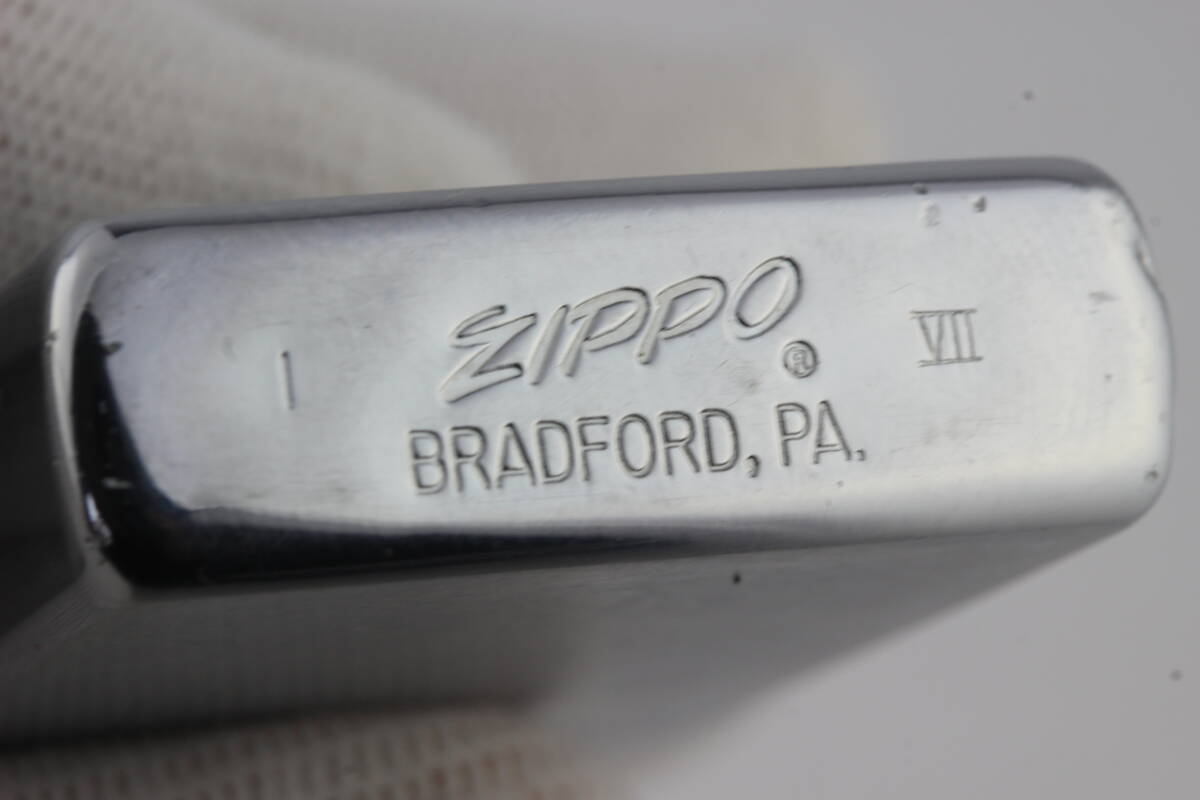 I ZIPPO ® VII
BRADFORD, PA.